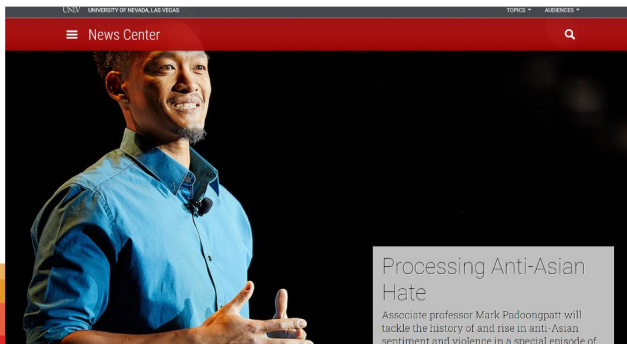 UNLV UNIVERSITY OF NEVADA, LAS VEGAS TOPICS AUDIENCES
News Center
Processing Anti-Asian
Hate
Associate professor Mark Padoongpatt will
tackle the history of and rise in anti-Asian
sentiment and violence in a special episode of